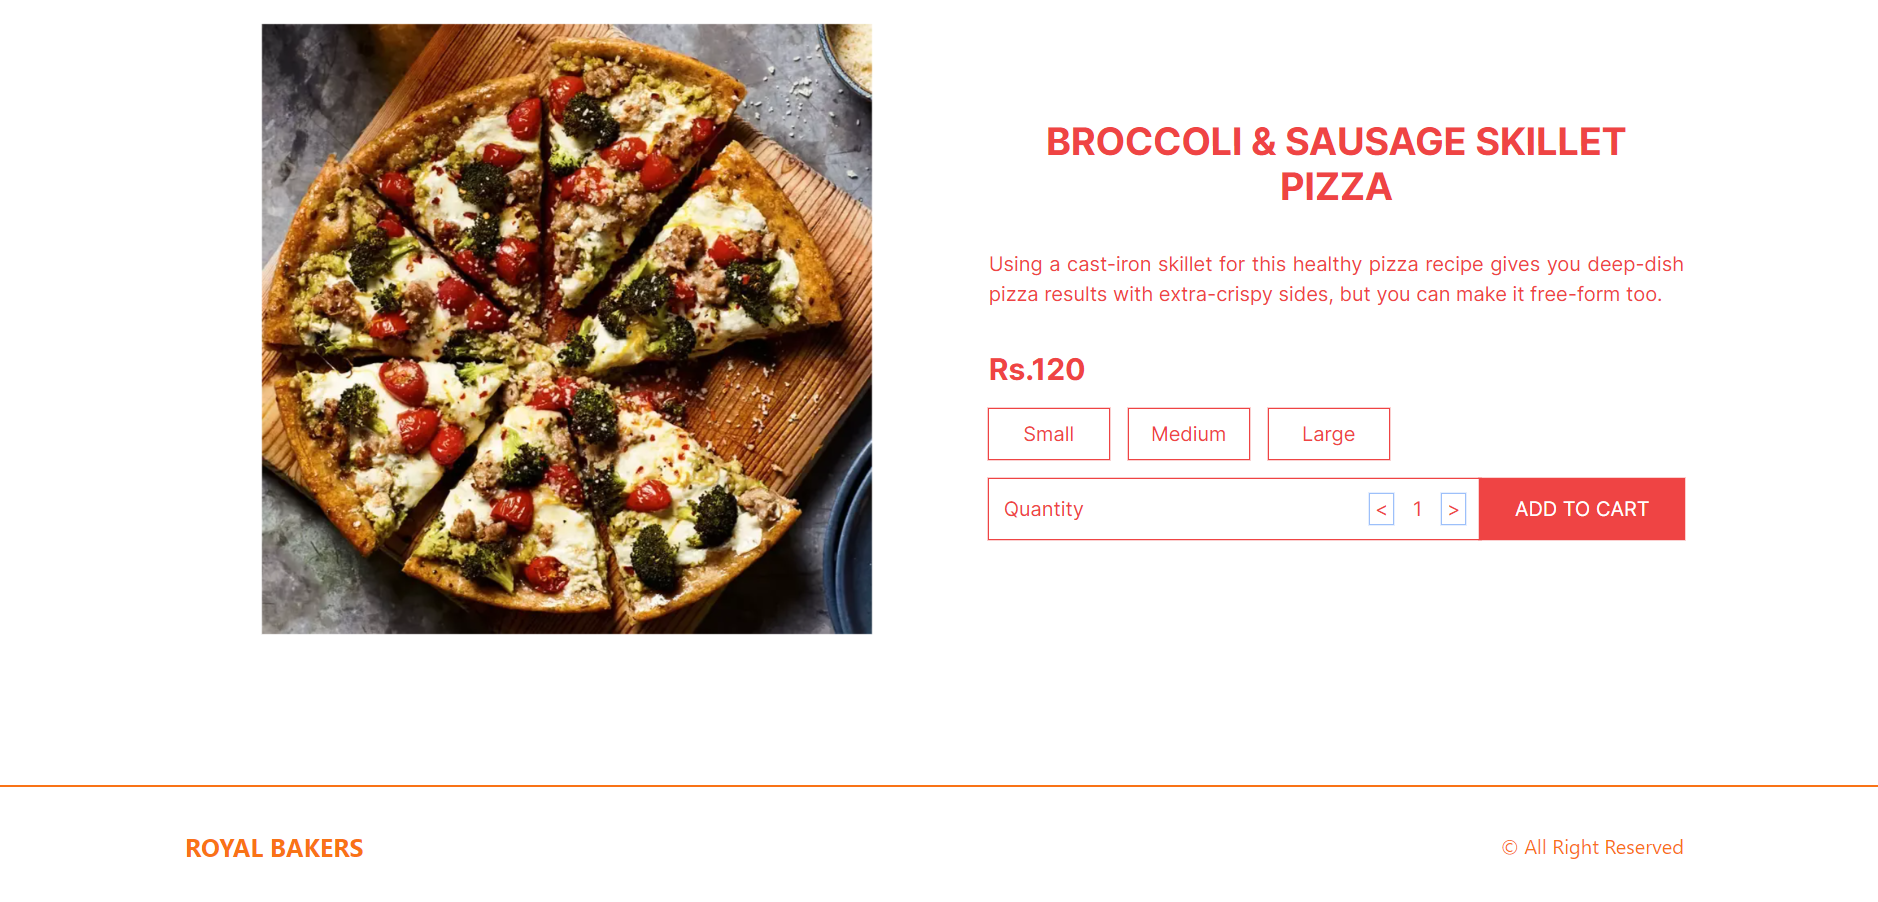 BROCCOLI & SAUSAGE SKILLET
PIZZA
Using a cast-iron skillet for this healthy pizza recipe gives you deep-dish
pizza results with extra-crispy sides, but you can make it free-form too.
Rs.120
Small Medium Large
Quantity < 1 > ADD TO CART
ROYAL BAKERS © All Right Reserved